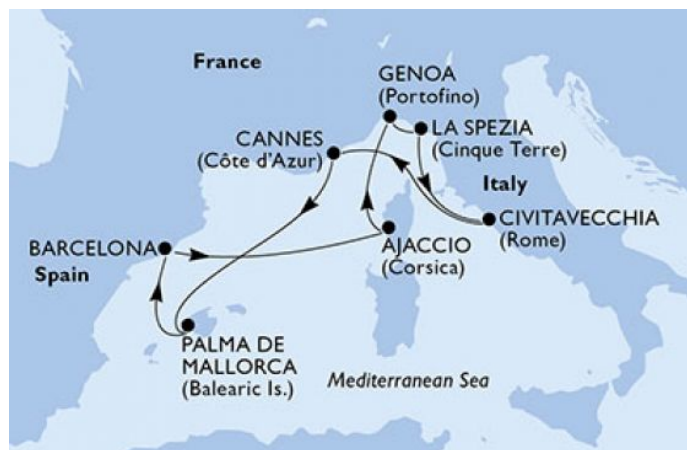 France
GENOA
(Portofino)
CANNES
(Côte d'Azur)
LA SPEZIA
(Cinque Terre)
Italy
CIVITAVECCHIA
(Rome)
BARCELONA
Spain
AJACCIO
(Corsica)
PALMA DE
MALLORCA
(Balearic Is.)
Mediterranean Sea